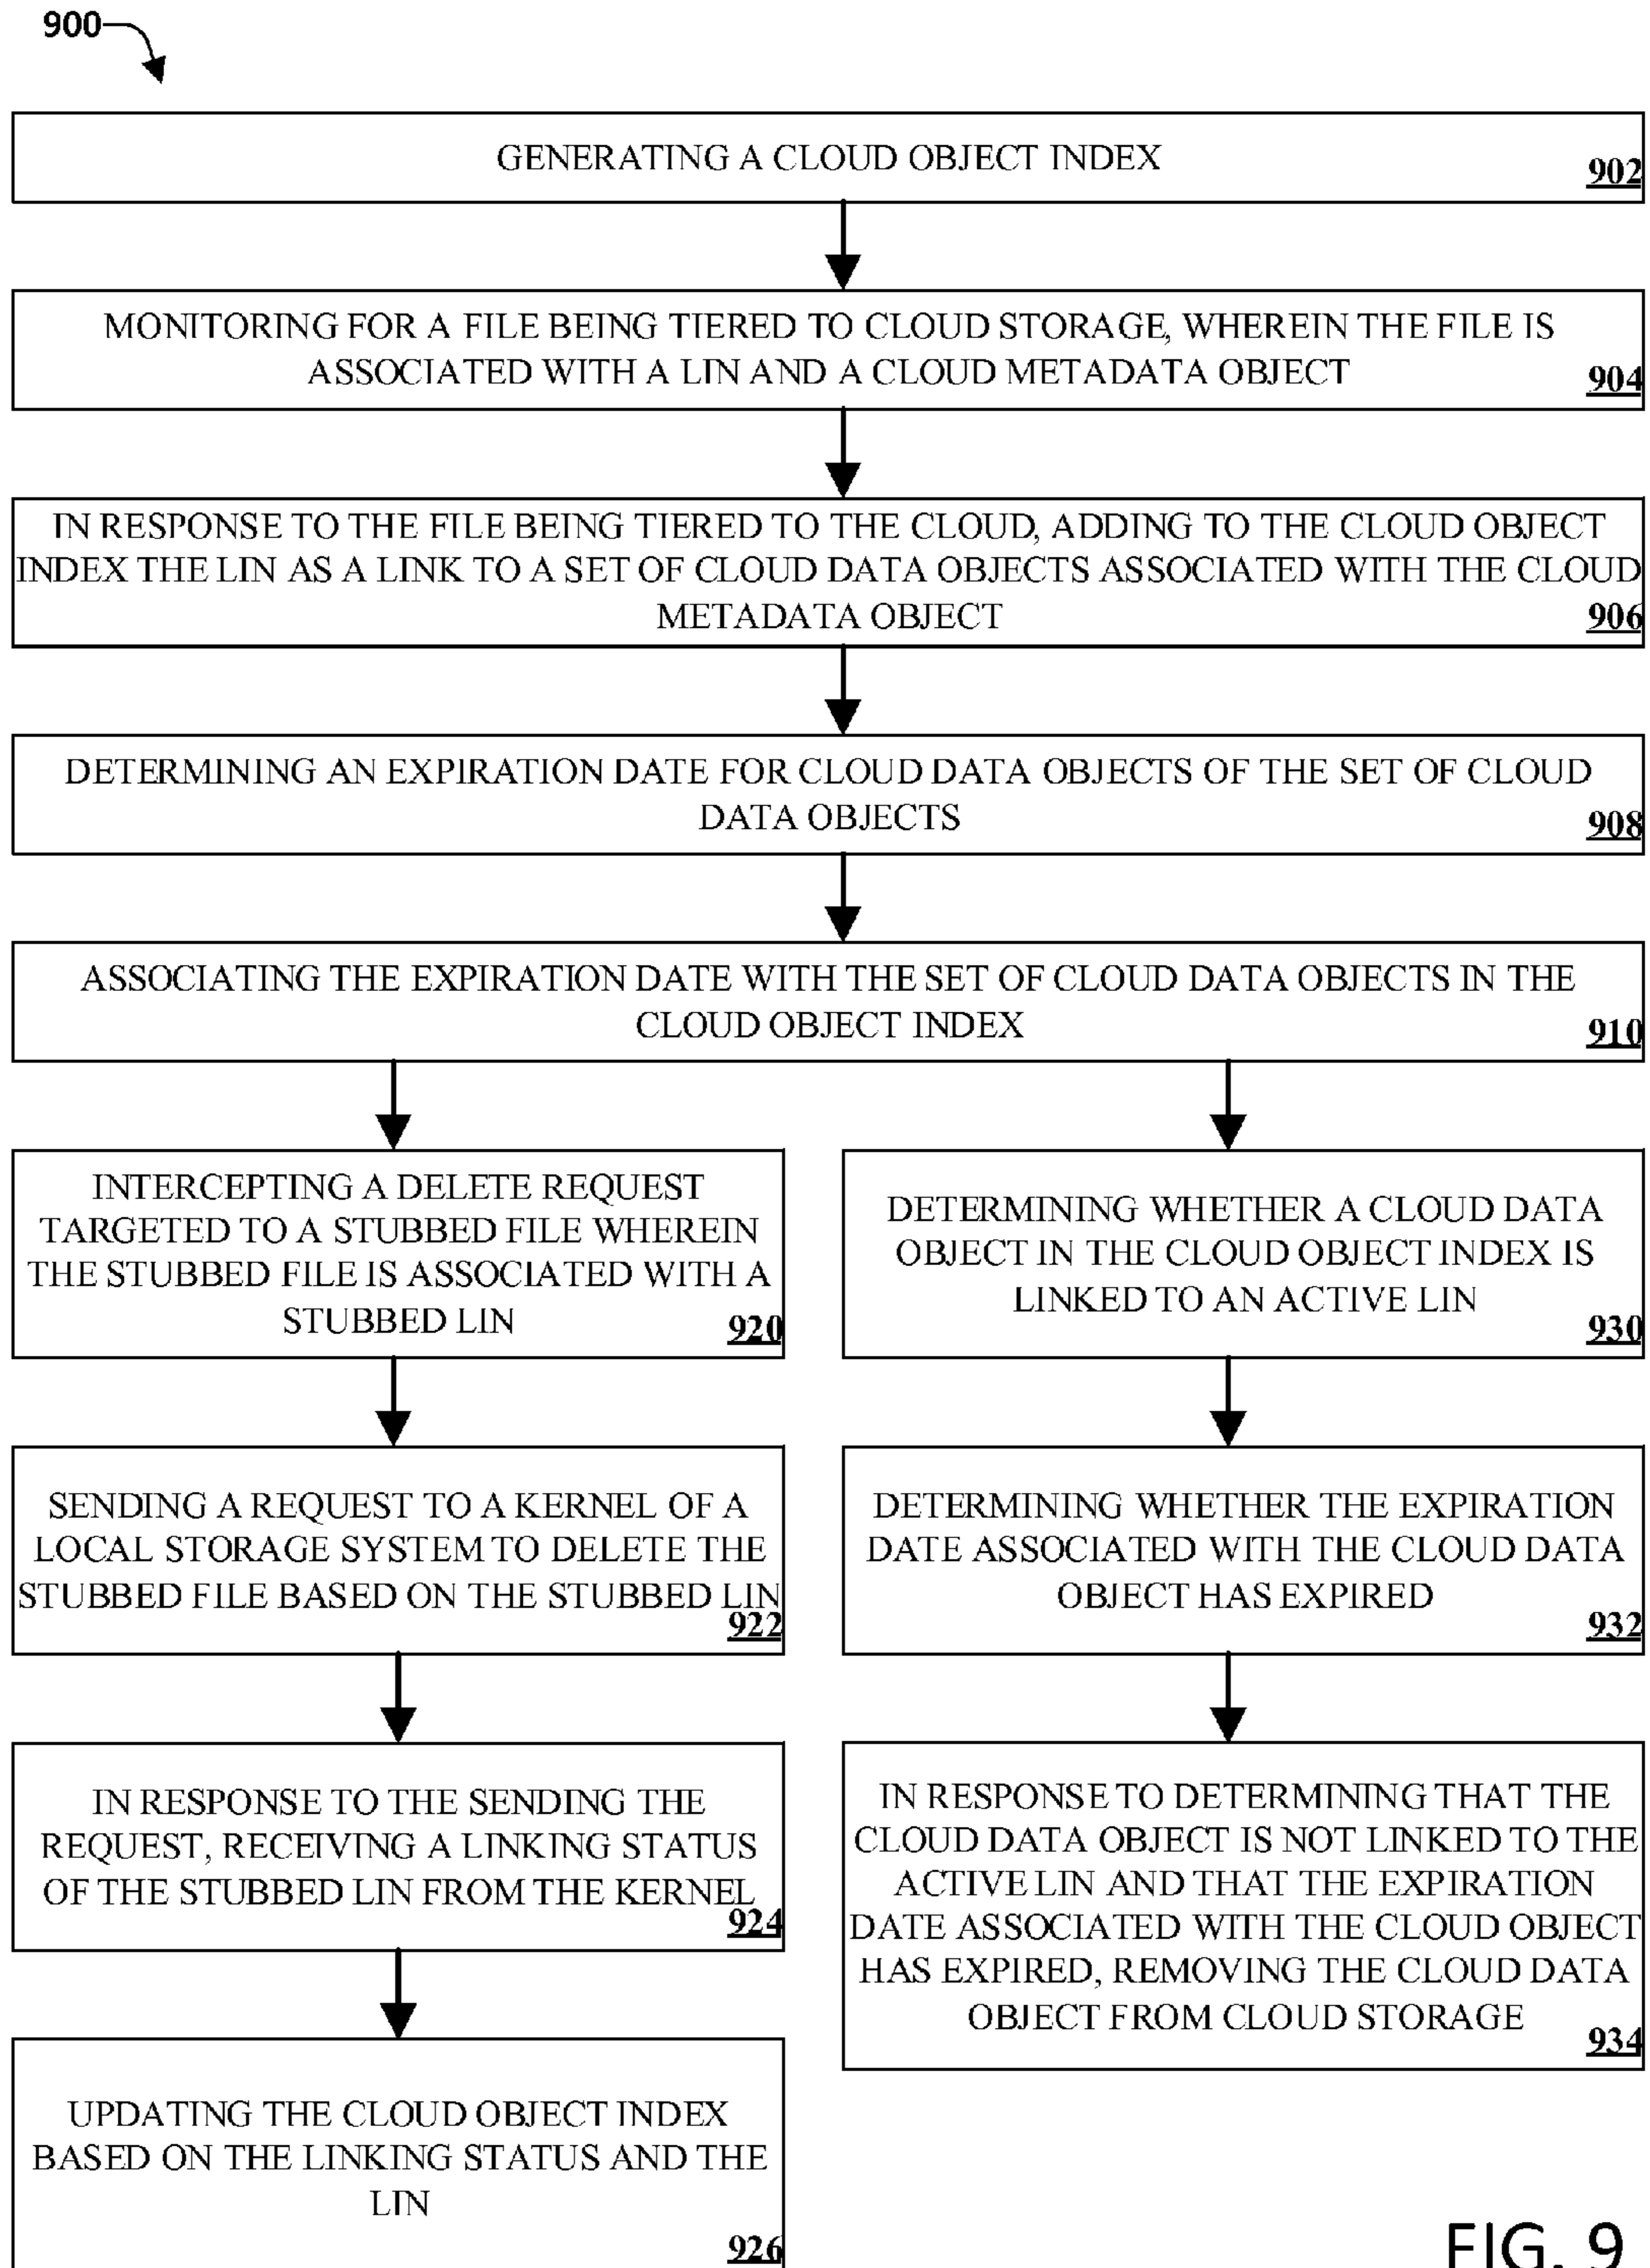 900
GENERATING A CLOUD OBJECT INDEX
902
MONITORING FOR A FILE BEING TIERED TO CLOUD STORAGE, WHEREIN THE FILE IS
ASSOCIATED WITH A LIN AND A CLOUD METADATA OBJECT
904
IN RESPONSE TO THE FILE BEING TIERED TO THE CLOUD, ADDING TO THE CLOUD OBJECT
INDEX THE LIN AS A LINK TO A SET OF CLOUD DATA OBJECTS ASSOCIATED WITH THE CLOUD
METADATA OBJECT
906
DETERMINING AN EXPIRATION DATE FOR CLOUD DATA OBJECTS OF THE SET OF CLOUD
DATA OBJECTS
908
ASSOCIATING THE EXPIRATION DATE WITH THE SET OF CLOUD DATA OBJECTS IN THE
CLOUD OBJECT INDEX
910
INTERCEPTING A DELETE REQUEST
TARGETED TO A STUBBED FILE WHEREIN
THE STUBBED FILE IS ASSOCIATED WITH A
STUBBED LIN
920
SENDING A REQUEST TO A KERNEL OF A
LOCAL STORAGE SYSTEM TO DELETE THE
STUBBED FILE BASED ON THE STUBBED LIN
922
IN RESPONSE TO THE SENDING THE
REQUEST, RECEIVING A LINKING STATUS
OF THE STUBBED LIN FROM THE KERNEL
924
UPDATING THE CLOUD OBJECT INDEX
BASED ON THE LINKING STATUS AND THE
LIN
926
DETERMINING WHETHER A CLOUD DATA
OBJECT IN THE CLOUD OBJECT INDEX IS
LINKED TO AN ACTIVE LIN
930
DETERMINING WHETHER THE EXPIRATION
DATE ASSOCIATED WITH THE CLOUD DATA
OBJECT HAS EXPIRED
932
IN RESPONSE TO DETERMINING THAT THE
CLOUD DATA OBJECT IS NOT LINKED TO THE
ACTIVE LIN AND THAT THE EXPIRATION
DATE ASSOCIATED WITH THE CLOUD OBJECT
HAS EXPIRED, REMOVING THE CLOUD DATA
OBJECT FROM CLOUD STORAGE
934
FIG. 9